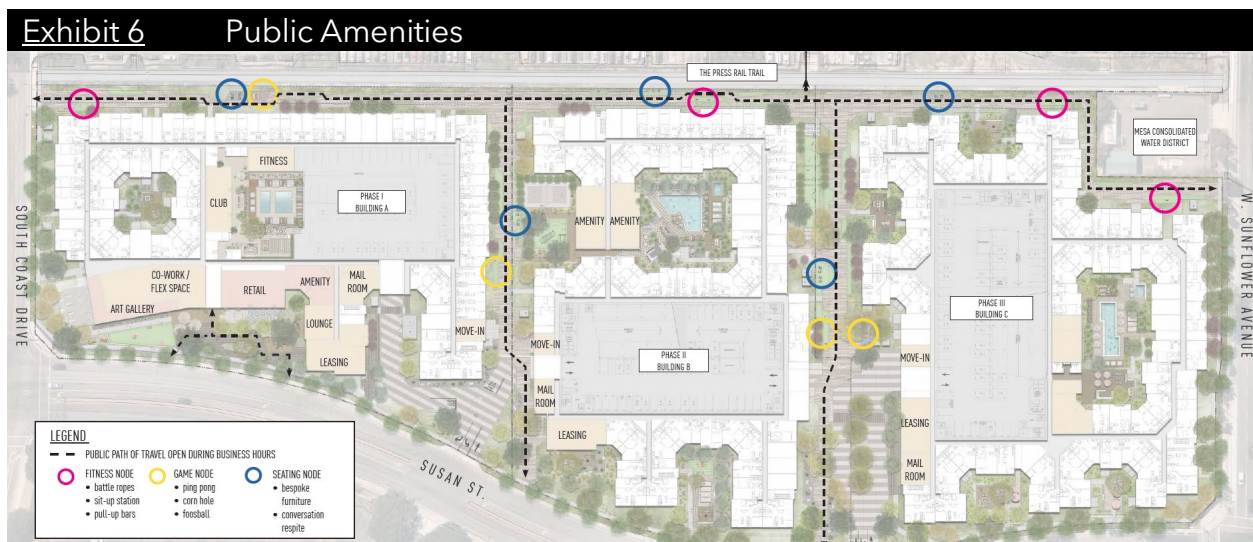 Exhibit 6 Public Amenities
THE PRESS RAIL TRAIL
MESA CONSOLIDATED
WATER DISTRICT
SOUTH COAST DRIVE
W. SUNFLOWER AVENUE
FITNESS
CLUB
PHASE I
BUILDING A
CO-WORK /
FLEX SPACE
ART GALLERY
RETAIL
AMENITY
MAIL
ROOM
LOUNGE
LEASING
MOVE-IN
AMENITY
AMENITY
MOVE-IN
MAIL
ROOM
LEASING
PHASE II
BUILDING B
PHASE III
BUILDING C
MOVE-IN
LEASING
MAIL
ROOM
SUSAN ST.
LEGEND
PUBLIC PATH OF TRAVEL OPEN DURING BUSINESS HOURS
FITNESS NODE
• battle ropes
• sit-up station
• pull-up bars
GAME NODE
• ping pong
• corn hole
• foosball
SEATING NODE
• bespoke
furniture
• conversation
respite